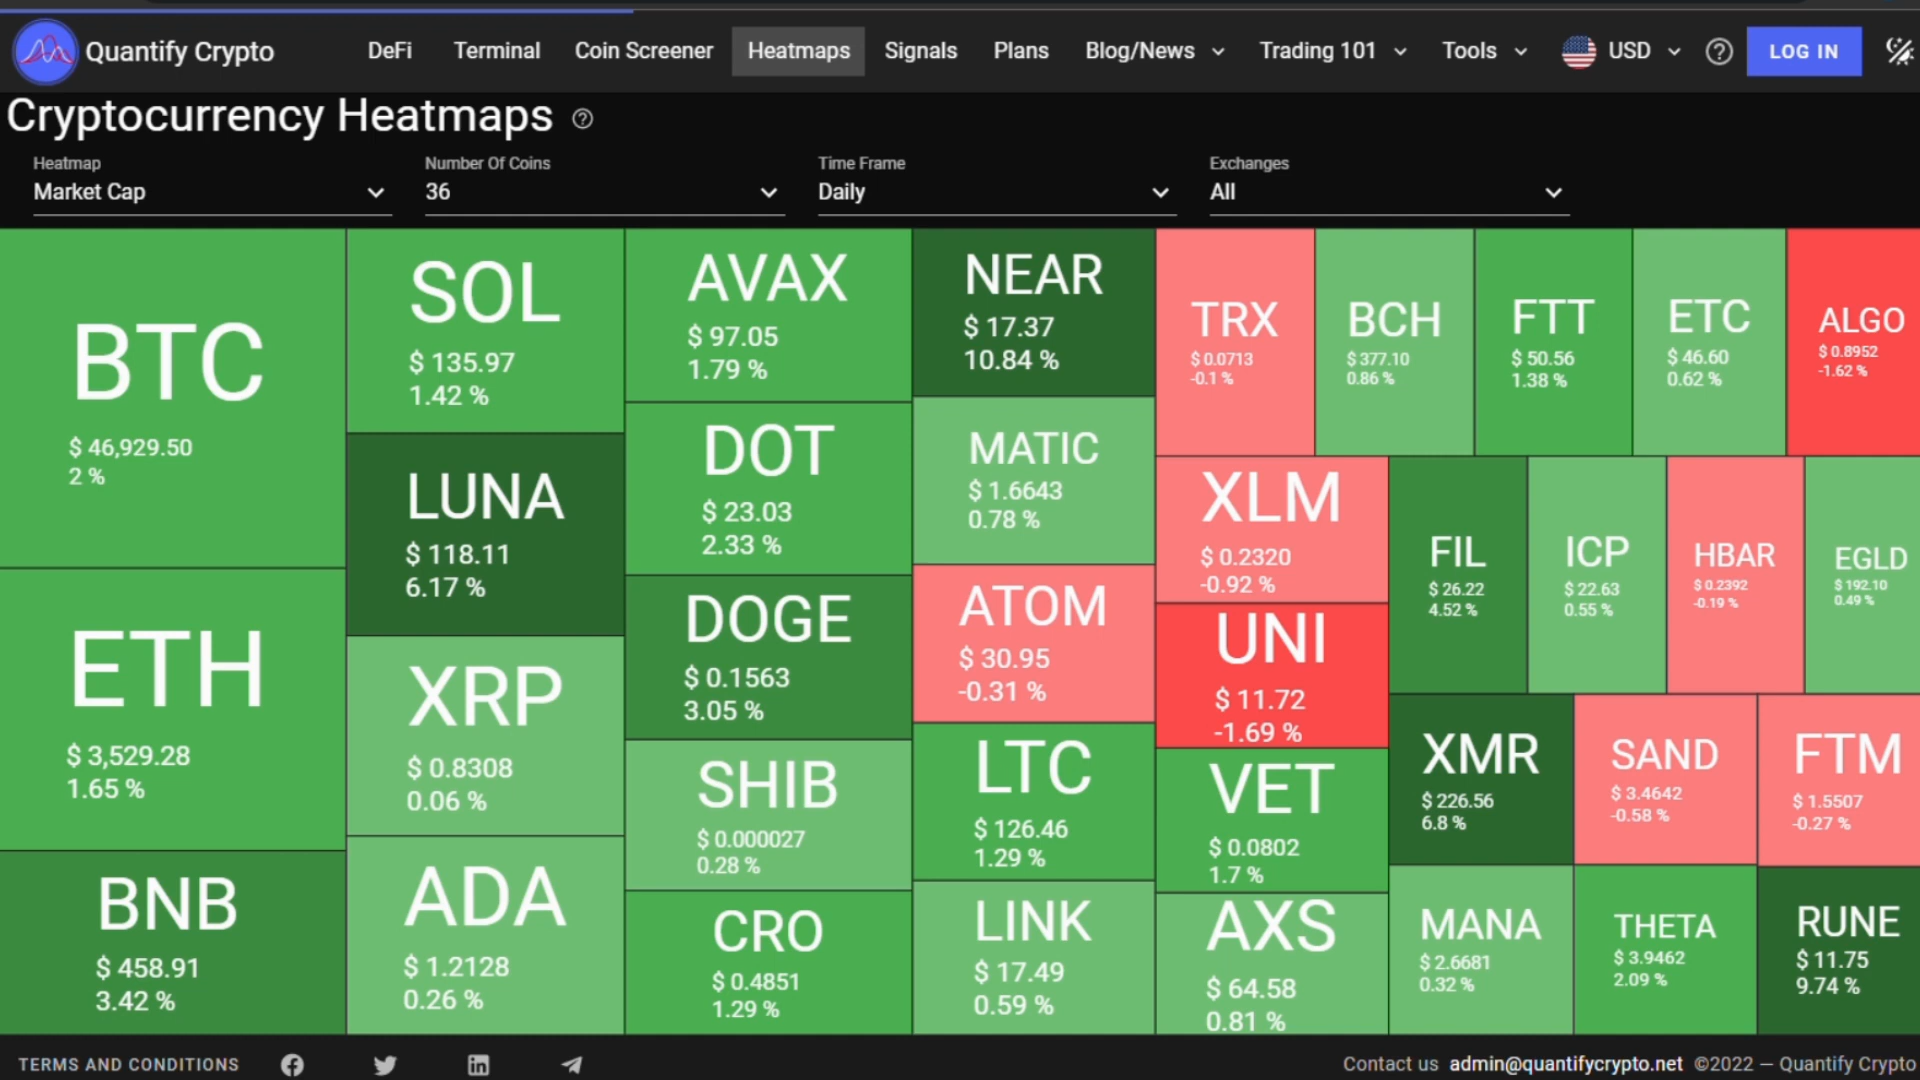 Quantify Crypto
DeFi
Terminal
Coin Screener
Heatmaps
Signals
Plans
Blog/News
Trading 101
Tools
USD
LOG IN
Cryptocurrency Heatmaps
Heatmap
Market Cap
Number Of Coins
36
Time Frame
Daily
Exchanges
All
BTC
$ 46,929.50
2 %
ETH
$ 3,529.28
1.65 %
BNB
$ 458.91
3.42 %
SOL
$ 135.97
1.42 %
LUNA
$ 118.11
6.17 %
XRP
$ 0.8308
0.06 %
ADA
$ 1.2128
0.26 %
AVAX
$ 97.05
1.79 %
DOT
$ 23.03
2.33 %
DOGE
$ 0.1563
3.05 %
SHIB
$ 0.000027
0.28 %
CRO
$ 0.4851
1.29 %
NEAR
$ 17.37
10.84 %
MATIC
$ 1.6643
0.78 %
ATOM
$ 30.95
-0.31 %
LTC
$ 126.46
1.29 %
LINK
$ 17.49
0.59 %
TRX
$ 0.0713
-0.1 %
BCH
$ 377.10
0.86 %
FTT
$ 50.56
1.38 %
ETC
$ 46.60
0.62 %
ALGO
$ 0.8952
-1.62 %
XLM
$ 0.2320
-0.92 %
UNI
$ 11.72
-1.69 %
VET
$ 0.0802
1.7 %
AXS
$ 64.58
0.81 %
FIL
$ 26.22
4.52 %
ICP
$ 22.63
0.55 %
HBAR
$ 0.2392
-0.19 %
EGLD
$ 192.10
0.49 %
XMR
$ 226.56
6.8 %
SAND
$ 3.4642
-0.58 %
FTM
$ 1.5507
-0.27 %
MANA
$ 2.6681
0.32 %
THETA
$ 3.9462
2.09 %
RUNE
$ 11.75
9.74 %
TERMS AND CONDITIONS
Contact us admin@quantifycrypto.net ©2022 — Quantify Crypto